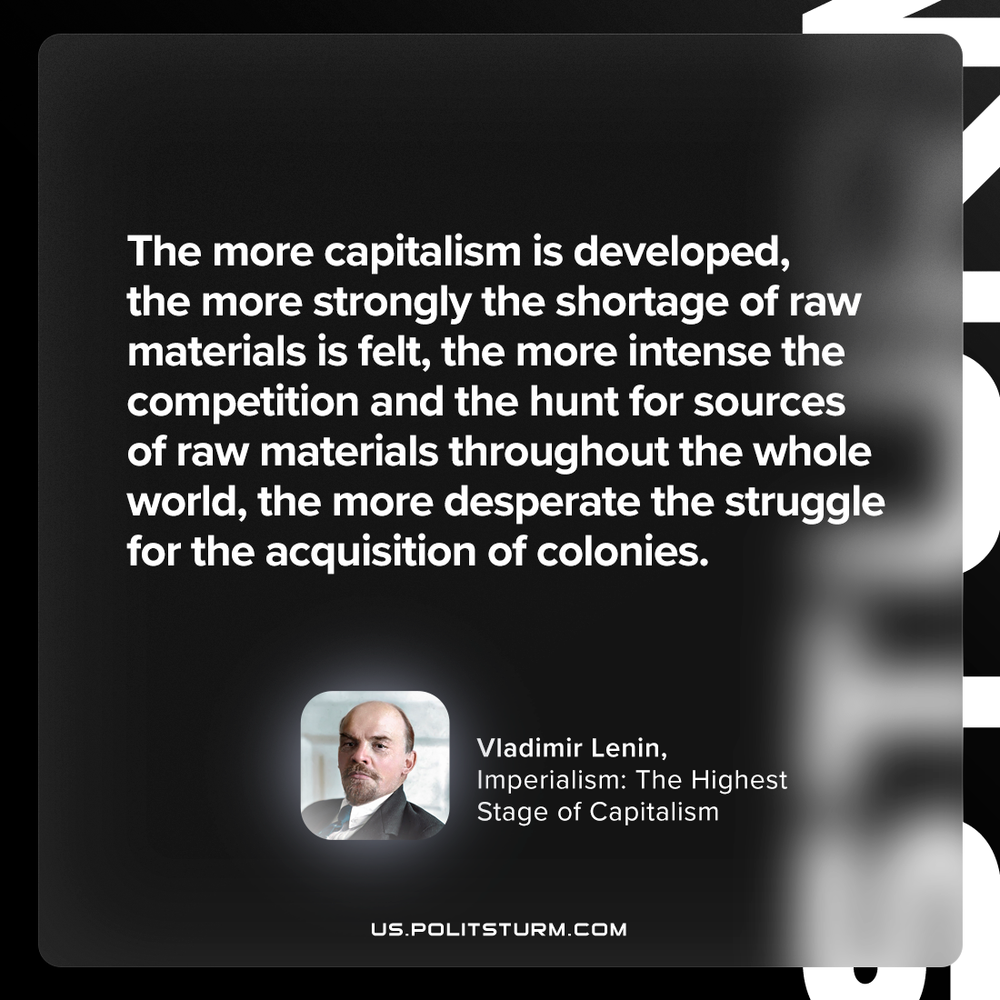 The more capitalism is developed,
the more strongly the shortage of raw
materials is felt, the more intense the
competition and the hunt for sources
of raw materials throughout the whole
world, the more desperate the struggle
for the acquisition of colonies.
Vladimir Lenin,
Imperialism: The Highest
Stage of Capitalism
US.POLITSTURM.COM